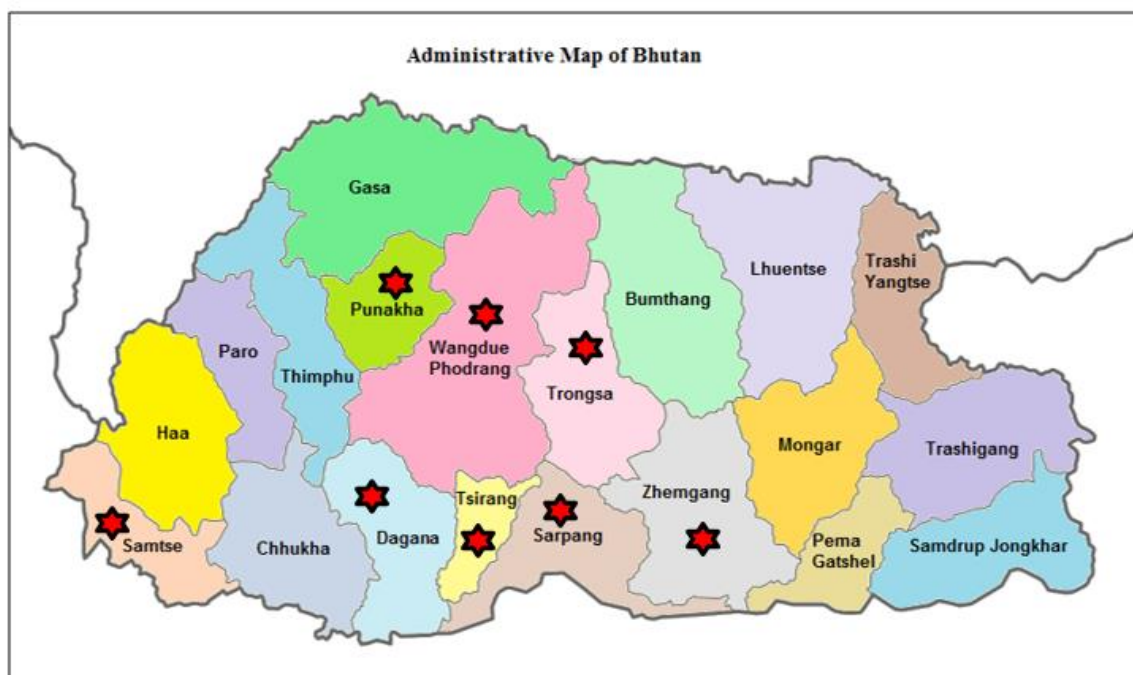 Administrative Map of Bhutan
Gasa
Punakha
Wangdue
Phodrang
Paro
Thimphu
Haa
Trongsa
Bumthang
Lhuentse
Trashi
Yangtse
Mongar
Trashigang
Samtse
Chhukha
Dagana
Tsirang
Sarpang
Zhemgang
Pema
Gatshel
Samdrup Jongkhar